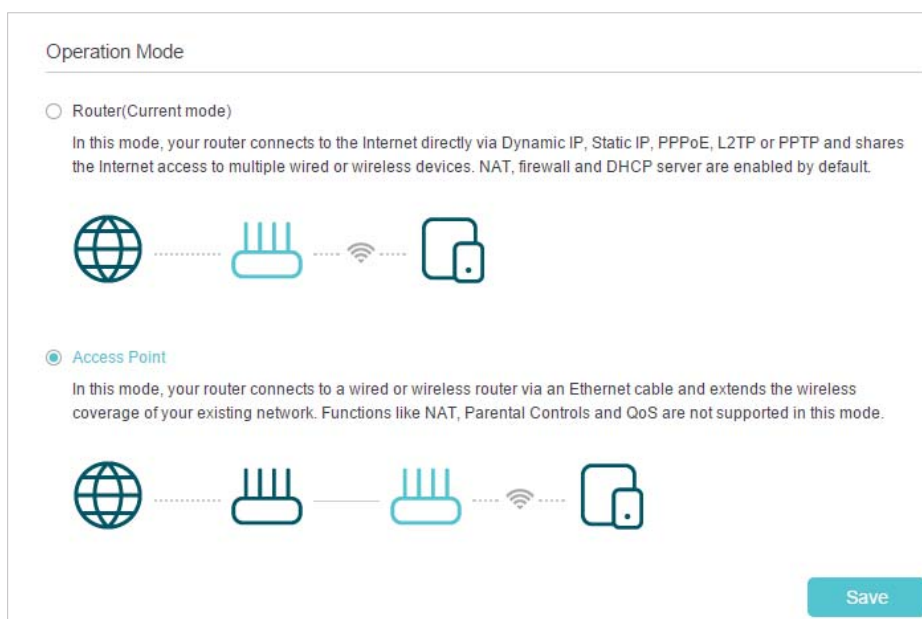 Operation Mode
Router(Current mode)
In this mode, your router connects to the Internet directly via Dynamic IP, Static IP, PPPoE, L2TP or PPTP and shares
the Internet access to multiple wired or wireless devices. NAT, firewall and DHCP server are enabled by default.
Access Point
In this mode, your router connects to a wired or wireless router via an Ethernet cable and extends the wireless
coverage of your existing network. Functions like NAT, Parental Controls and QoS are not supported in this mode.
Save